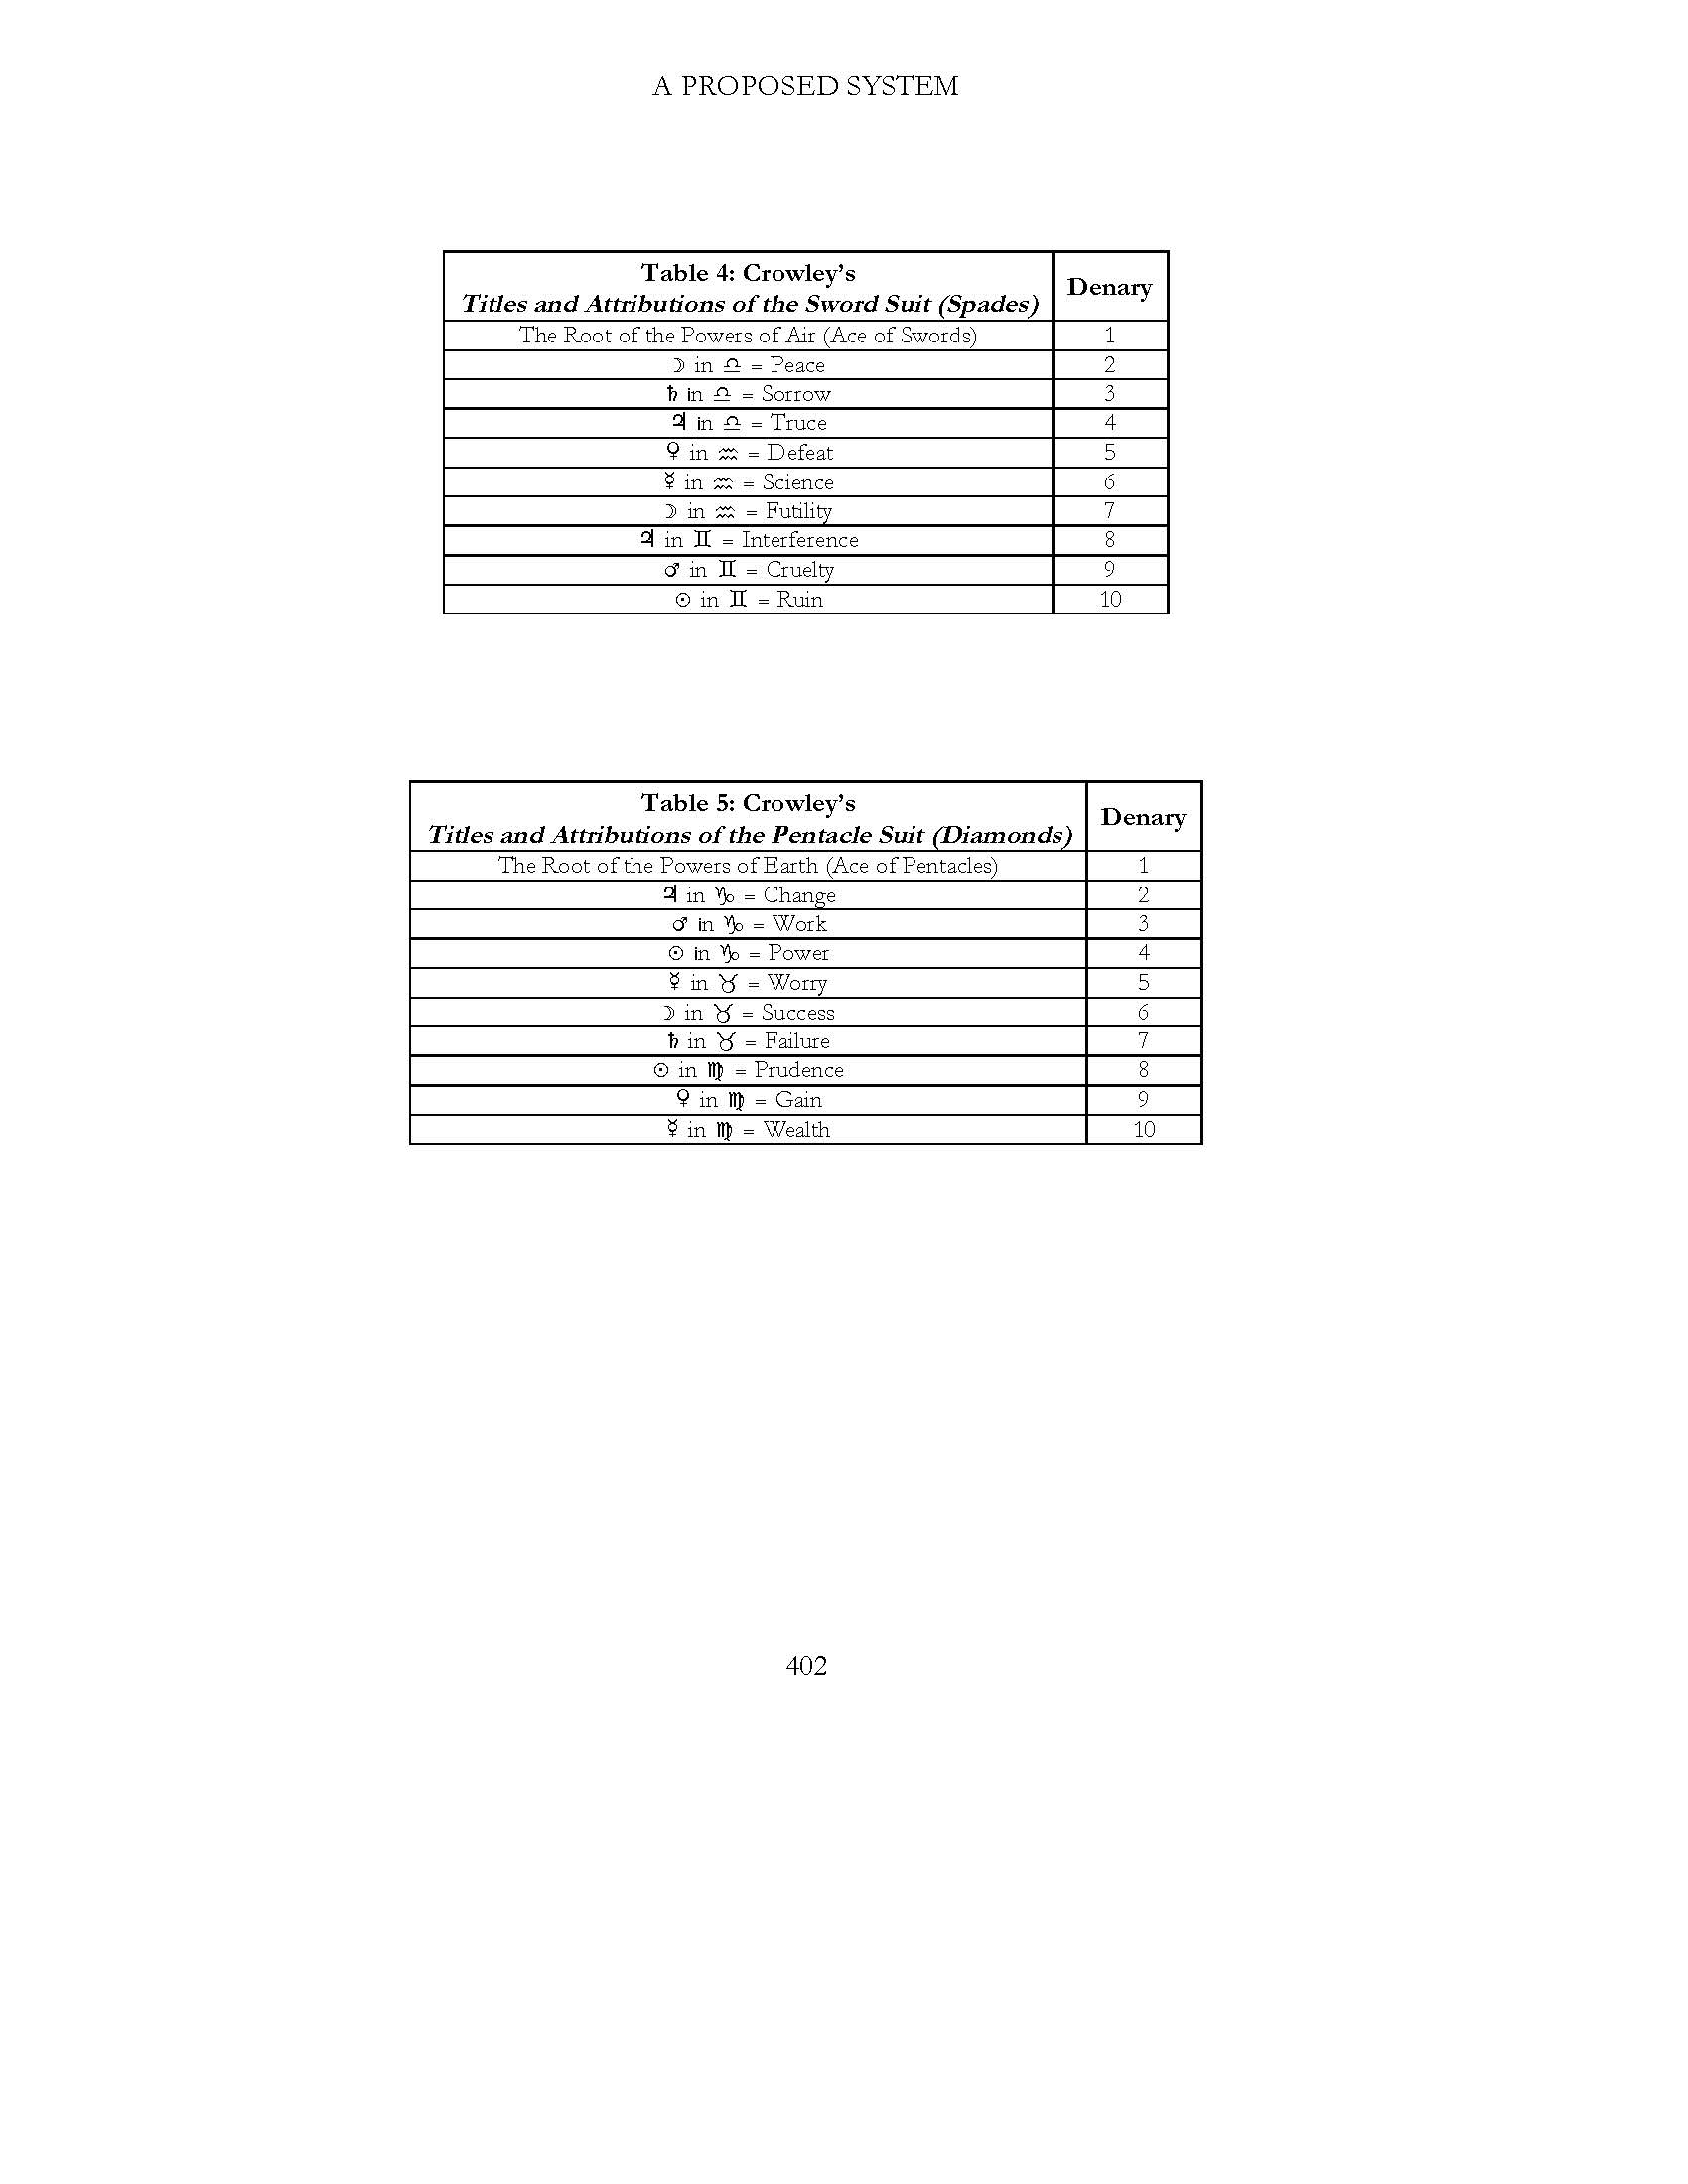 A PROPOSED SYSTEM
Table 4: Crowley's
Titles and Attributions of the Sword Suit (Spades)
Denary
The Root of the Powers of Air (Ace of Swords) 1
☽ in ♎ = Peace 2
♄ in ♎ = Sorrow 3
♃ in ♎ = Truce 4
♀ in ♒ = Defeat 5
☿ in ♒ = Science 6
☽ in ♒ = Futility 7
♃ in ♊ = Interference 8
♂ in ♊ = Cruelty 9
☉ in ♊ = Ruin 10
Table 5: Crowley's
Titles and Attributions of the Pentacle Suit (Diamonds)
Denary
The Root of the Powers of Earth (Ace of Pentacles) 1
♃ in ♑ = Change 2
♂ in ♑ = Work 3
☉ in ♑ = Power 4
☿ in ♉ = Worry 5
☽ in ♉ = Success 6
♄ in ♉ = Failure 7
☉ in ♍ = Prudence 8
♀ in ♍ = Gain 9
☿ in ♍ = Wealth 10
402